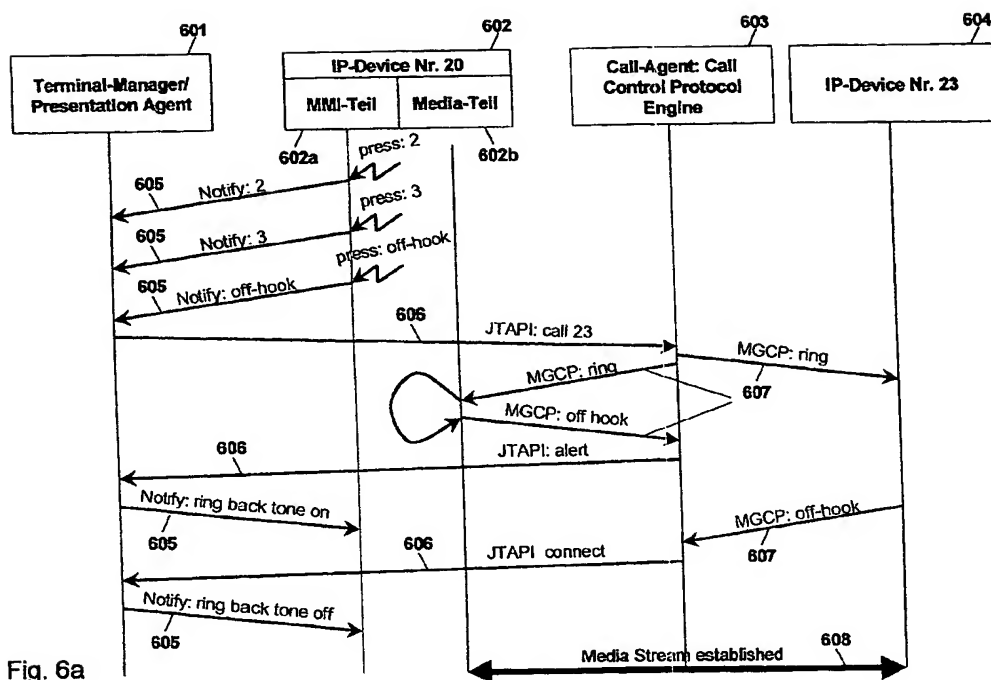 601
602
603
604
Terminal-Manager/
Presentation Agent
IP-Device Nr. 20
MMI-Teil
Media-Teil
Call-Agent: Call
Control Protocol
Engine
IP-Device Nr. 23
602a
602b
press: 2
605
Notify: 2
press: 3
605
Notify: 3
press: off-hook
605
Notify: off-hook
606
JTAPI: call 23
MGCP: ring
MGCP: ring
607
MGCP: off hook
606
JTAPI: alert
Notify: ring back tone on
605
MGCP: off-hook
607
606
JTAPI connect
Notify: ring back tone off
605
608
Media Stream established
Fig. 6a